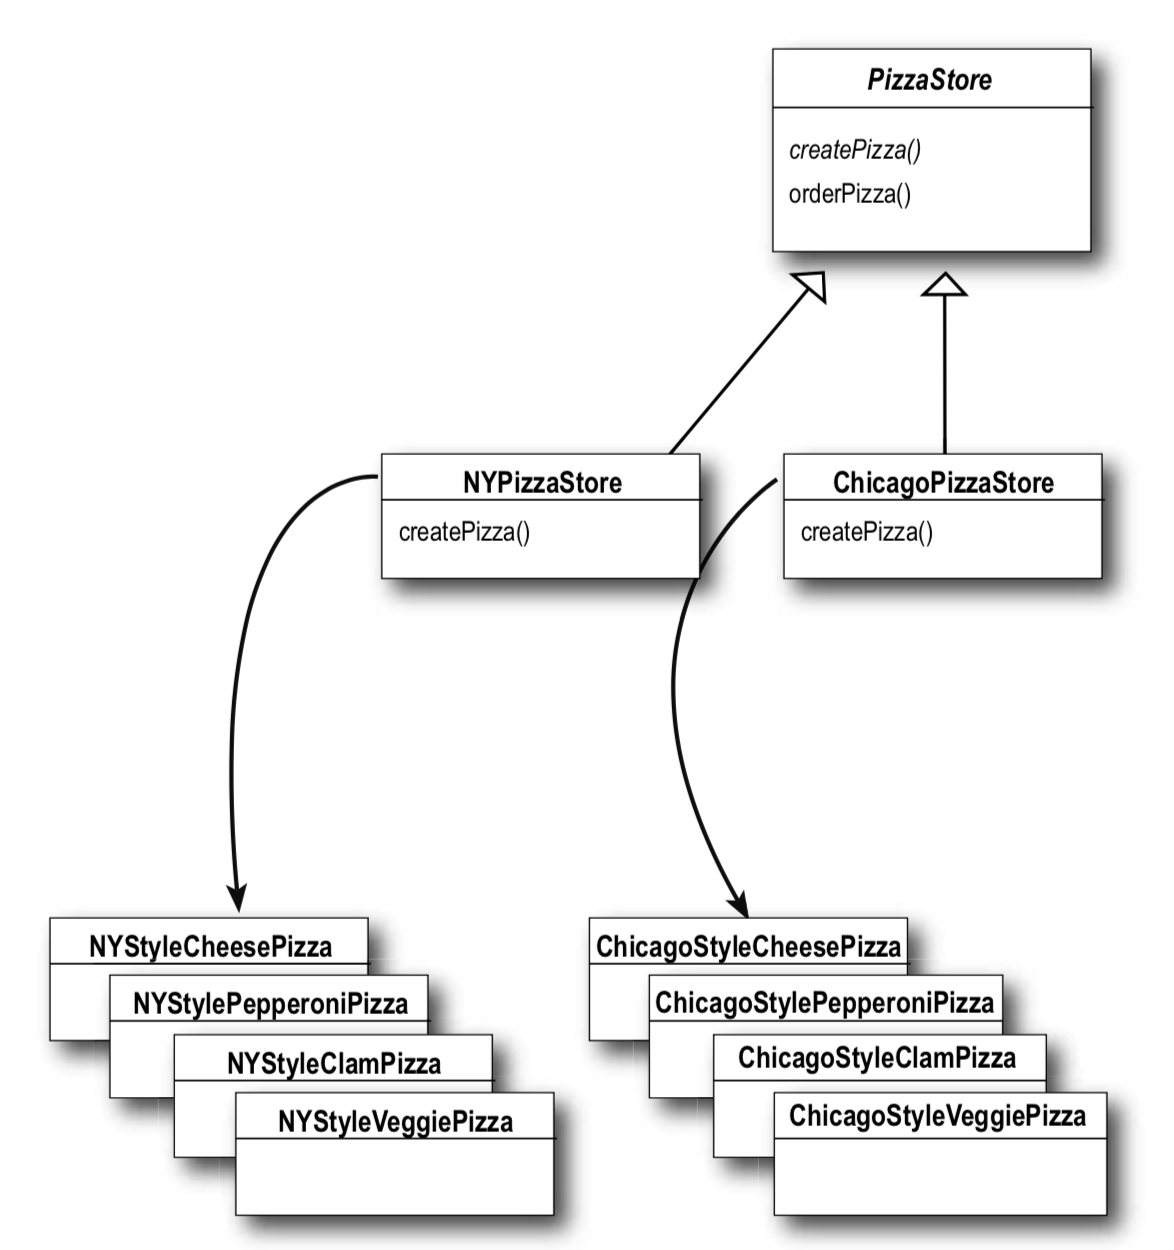 PizzaStore
createPizza()
orderPizza()
NYPizzaStore
createPizza()
ChicagoPizzaStore
createPizza()
NYStyleCheesePizza
NYStylePepperoniPizza
NYStyleClamPizza
NYStyleVeggiePizza
ChicagoStyleCheesePizza
ChicagoStylePepperoniPizza
ChicagoStyleClamPizza
ChicagoStyleVeggiePizza